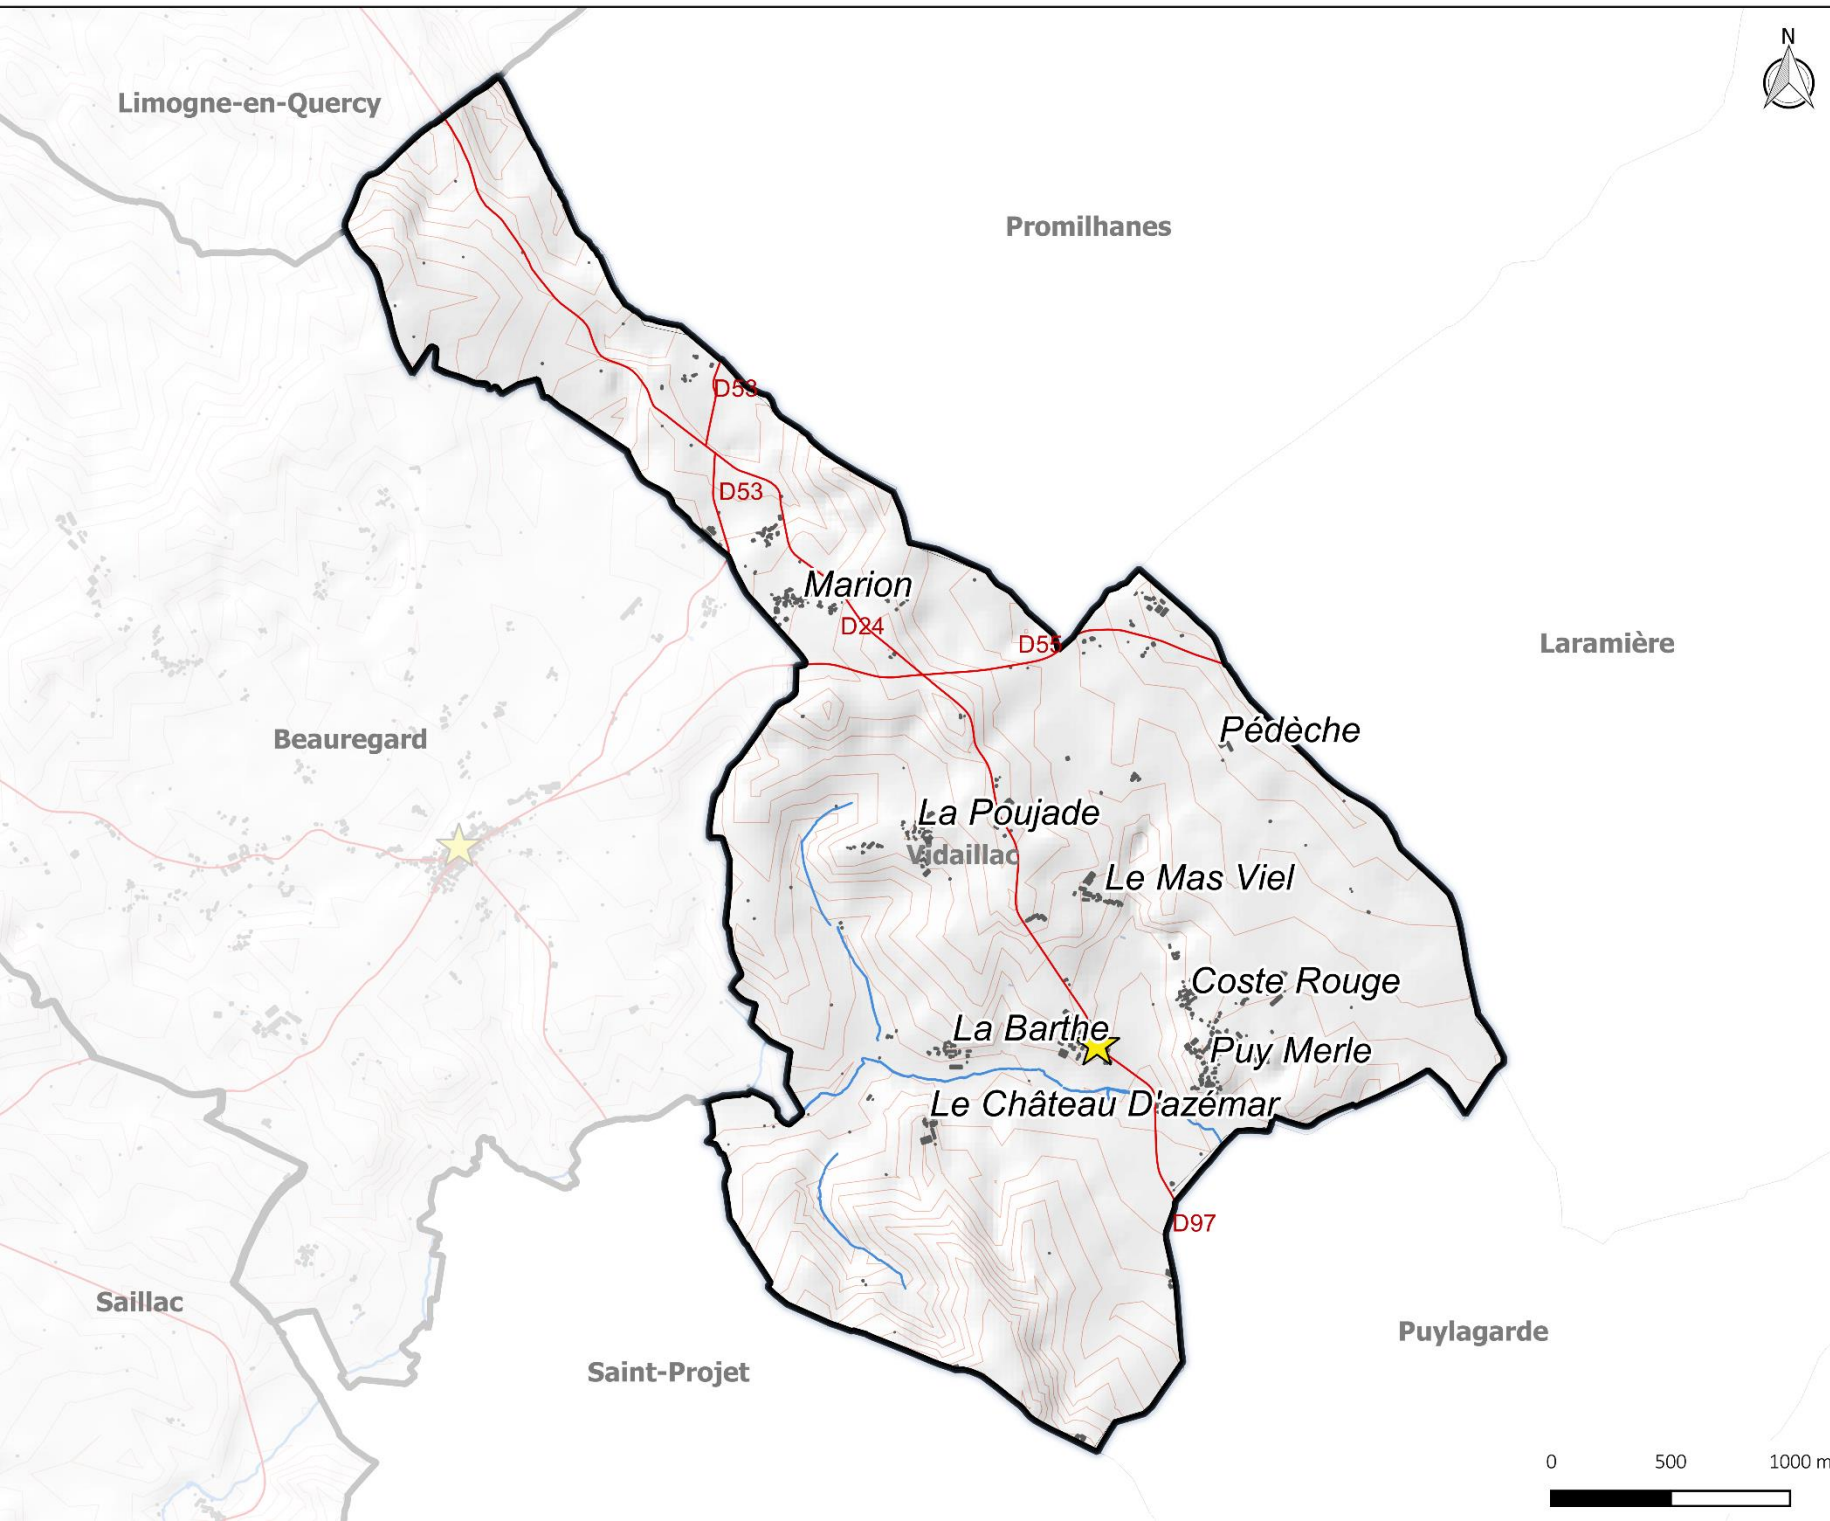 N
Limogne-en-Quercy
Promilhanes
D53
D53
Marion
D24
D55
Laramière
Pédèche
Beauregard
La Poujade
Vidaillac
Le Mas Viel
Coste Rouge
La Barthe
Puy Merle
Le Château D'azémar
D97
Saillac
Puylagarde
Saint-Projet
0 500 1000 m